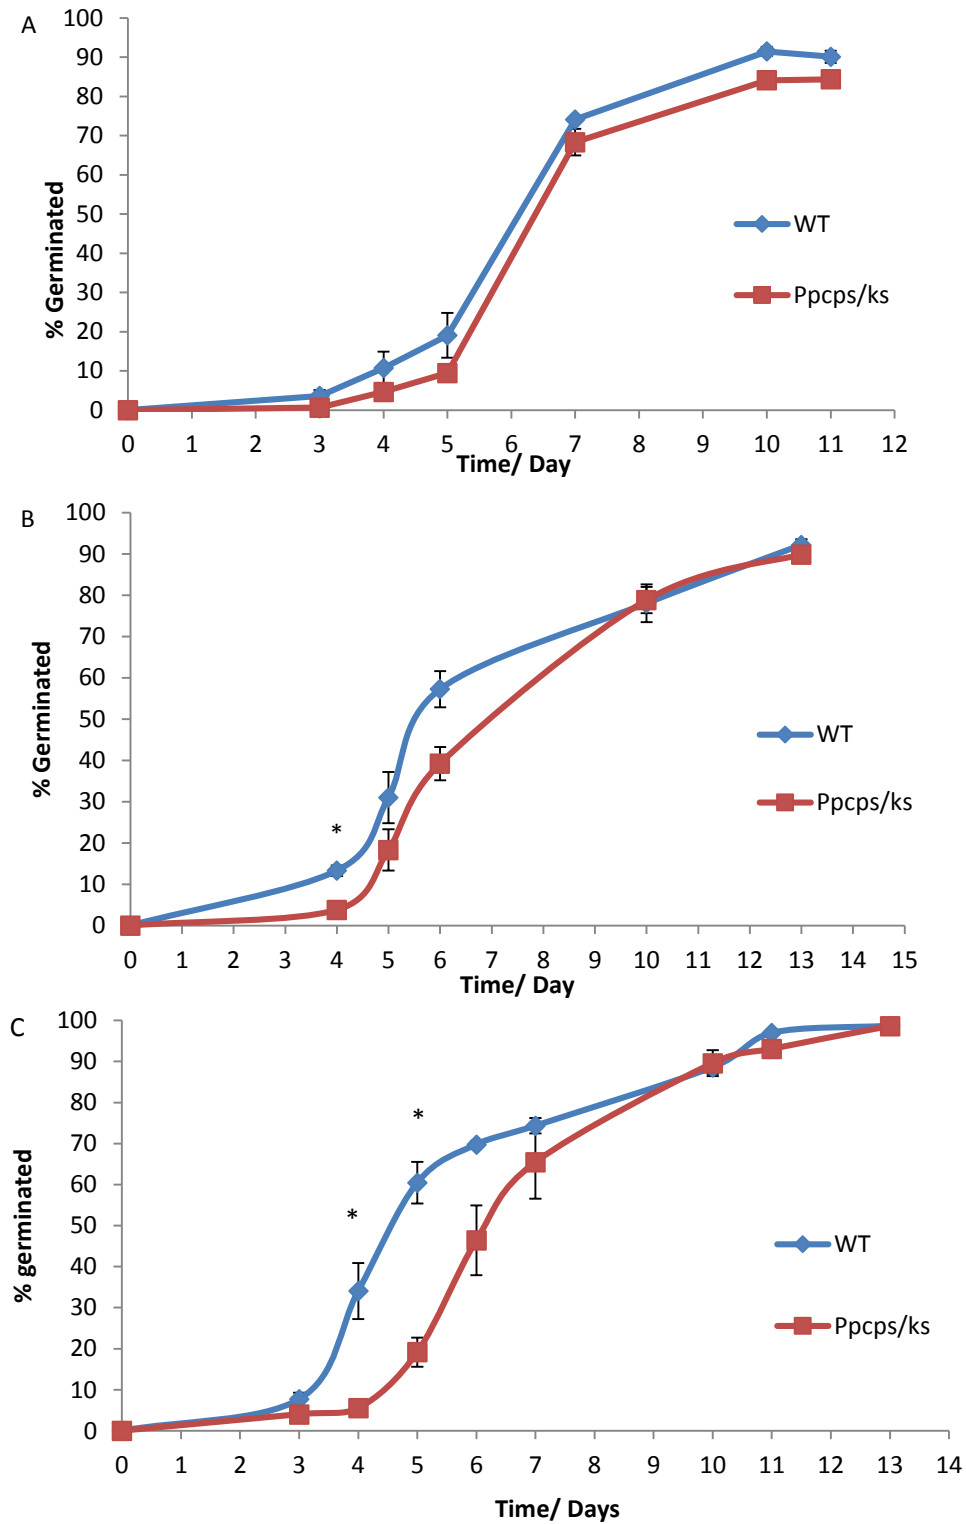 A
100
90
80
70
60
50
40
30
20
10
0
% Germinated
WT
Ppcps/ks
0 1 2 3 4 5 6 7 8 9 10 11 12
Time/ Day
B
100
90
80
70
60
50
40
30
20
10
0
% Germinated
*
WT
Ppcps/ks
0 1 2 3 4 5 6 7 8 9 10 11 12 13 14 15
Time/ Day
C
100
90
80
70
60
50
40
30
20
10
0
% germinated
*
*
WT
Ppcps/ks
0 1 2 3 4 5 6 7 8 9 10 11 12 13 14
Time/ Days